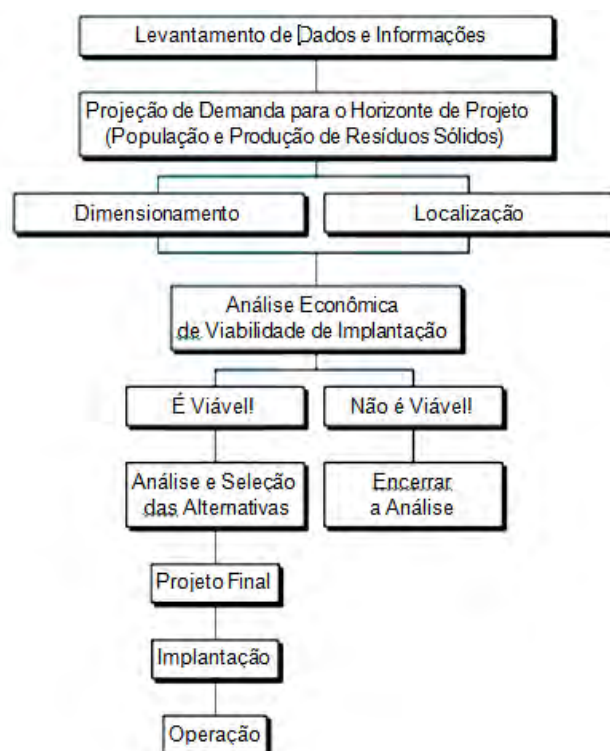 Levantamento de Dados e Informações
Projeção de Demanda para o Horizonte de Projeto
(População e Produção de Resíduos Sólidos)
Dimensionamento
Localização
Análise Econômica
de Viabilidade de Implantação
É Viável!
Não é Viável!
Análise e Seleção
das Alternativas
Encerrar
a Análise
Projeto Final
Implantação
Operação